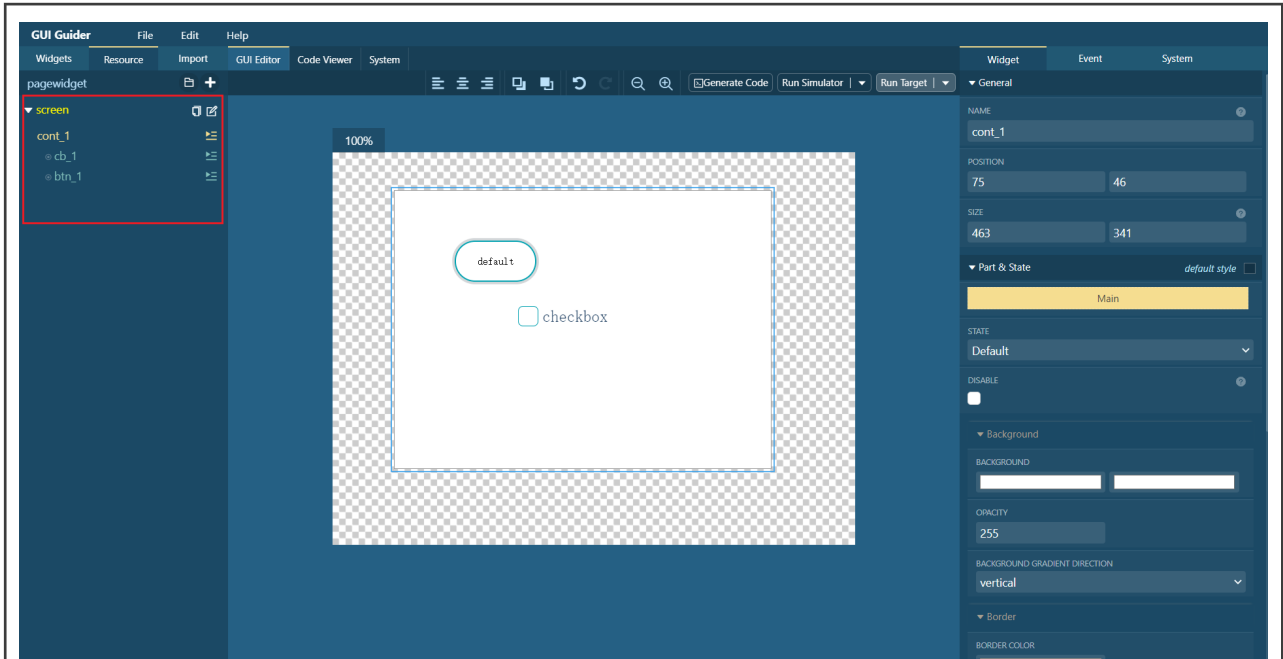 GUI Guider File Edit Help
Widgets Resource Import GUI Editor Code Viewer System Widget Event System
pagewidget Generate Code Run Simulator Run Target General
screen
cont_1
cb_1
btn_1
100%
default
checkbox
NAME
cont_1
POSITION
75 46
SIZE
463 341
Part & State default style
Main
STATE
Default
DISABLE
Background
BACKGROUND
OPACITY
255
BACKGROUND GRADIENT DIRECTION
vertical
Border
BORDER COLOR